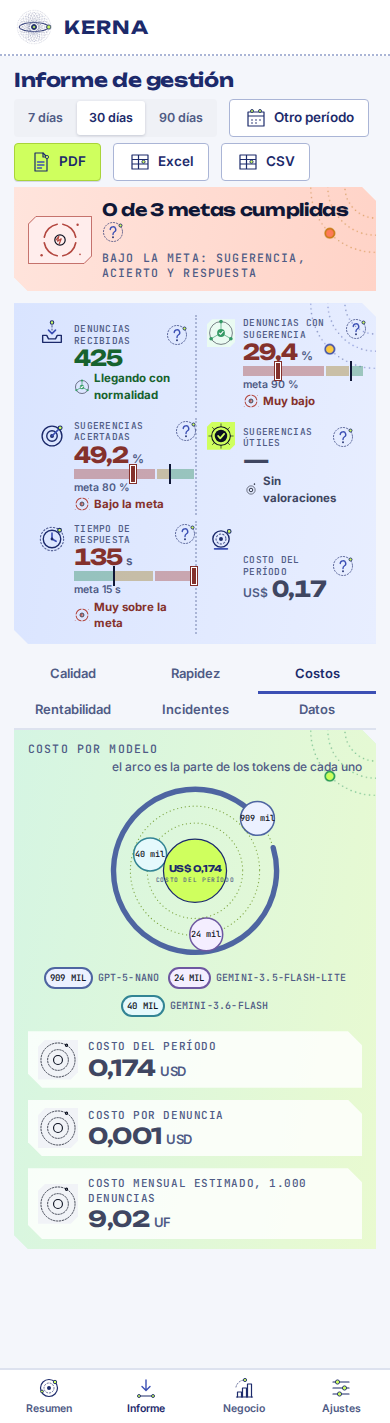 KERNA
Informe de gestión
7 días 30 días 90 días Otro período
PDF Excel CSV
0 de 3 metas cumplidas
?
BAJO LA META: SUGERENCIA,
ACIERTO Y RESPUESTA
DENUNCIAS
RECIBIDAS
?
425
Llegando con
normalidad
DENUNCIAS CON
SUGERENCIA
?
29,4 %
meta 90 %
Muy bajo
SUGERENCIAS
ACERTADAS
?
49,2 %
meta 80 %
Bajo la meta
SUGERENCIAS
ÚTILES
?
—
Sin
valoraciones
TIEMPO DE
RESPUESTA
?
135 s
meta 15 s
Muy sobre la
meta
COSTO DEL
PERÍODO
?
US$ 0,17
Calidad Rapidez Costos
Rentabilidad Incidentes Datos
COSTO POR MODELO
el arco es la parte de los tokens de cada uno
909 mil
40 mil
US$ 0,174
COSTO DEL PERÍODO
24 mil
909 MIL GPT-5-NANO 24 MIL GEMINI-3.5-FLASH-LITE
40 MIL GEMINI-3.6-FLASH
COSTO DEL PERÍODO
0,174 USD
COSTO POR DENUNCIA
0,001 USD
COSTO MENSUAL ESTIMADO, 1.000
DENUNCIAS
9,02 UF
Resumen Informe Negocio Ajustes